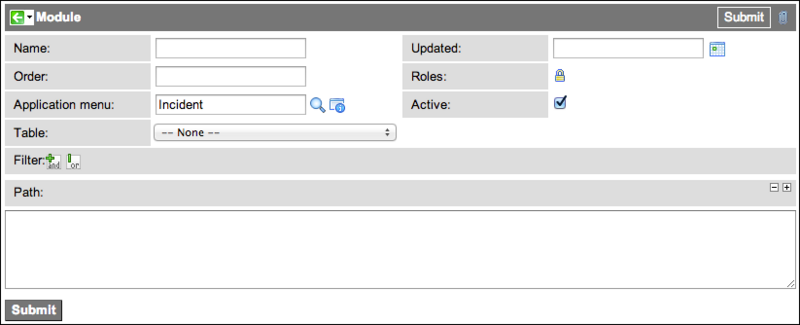 Module Submit
Name: Updated:
Order: Roles:
Application menu: Incident Active:
Table: -- None --
Filter: and or
Path:
Submit